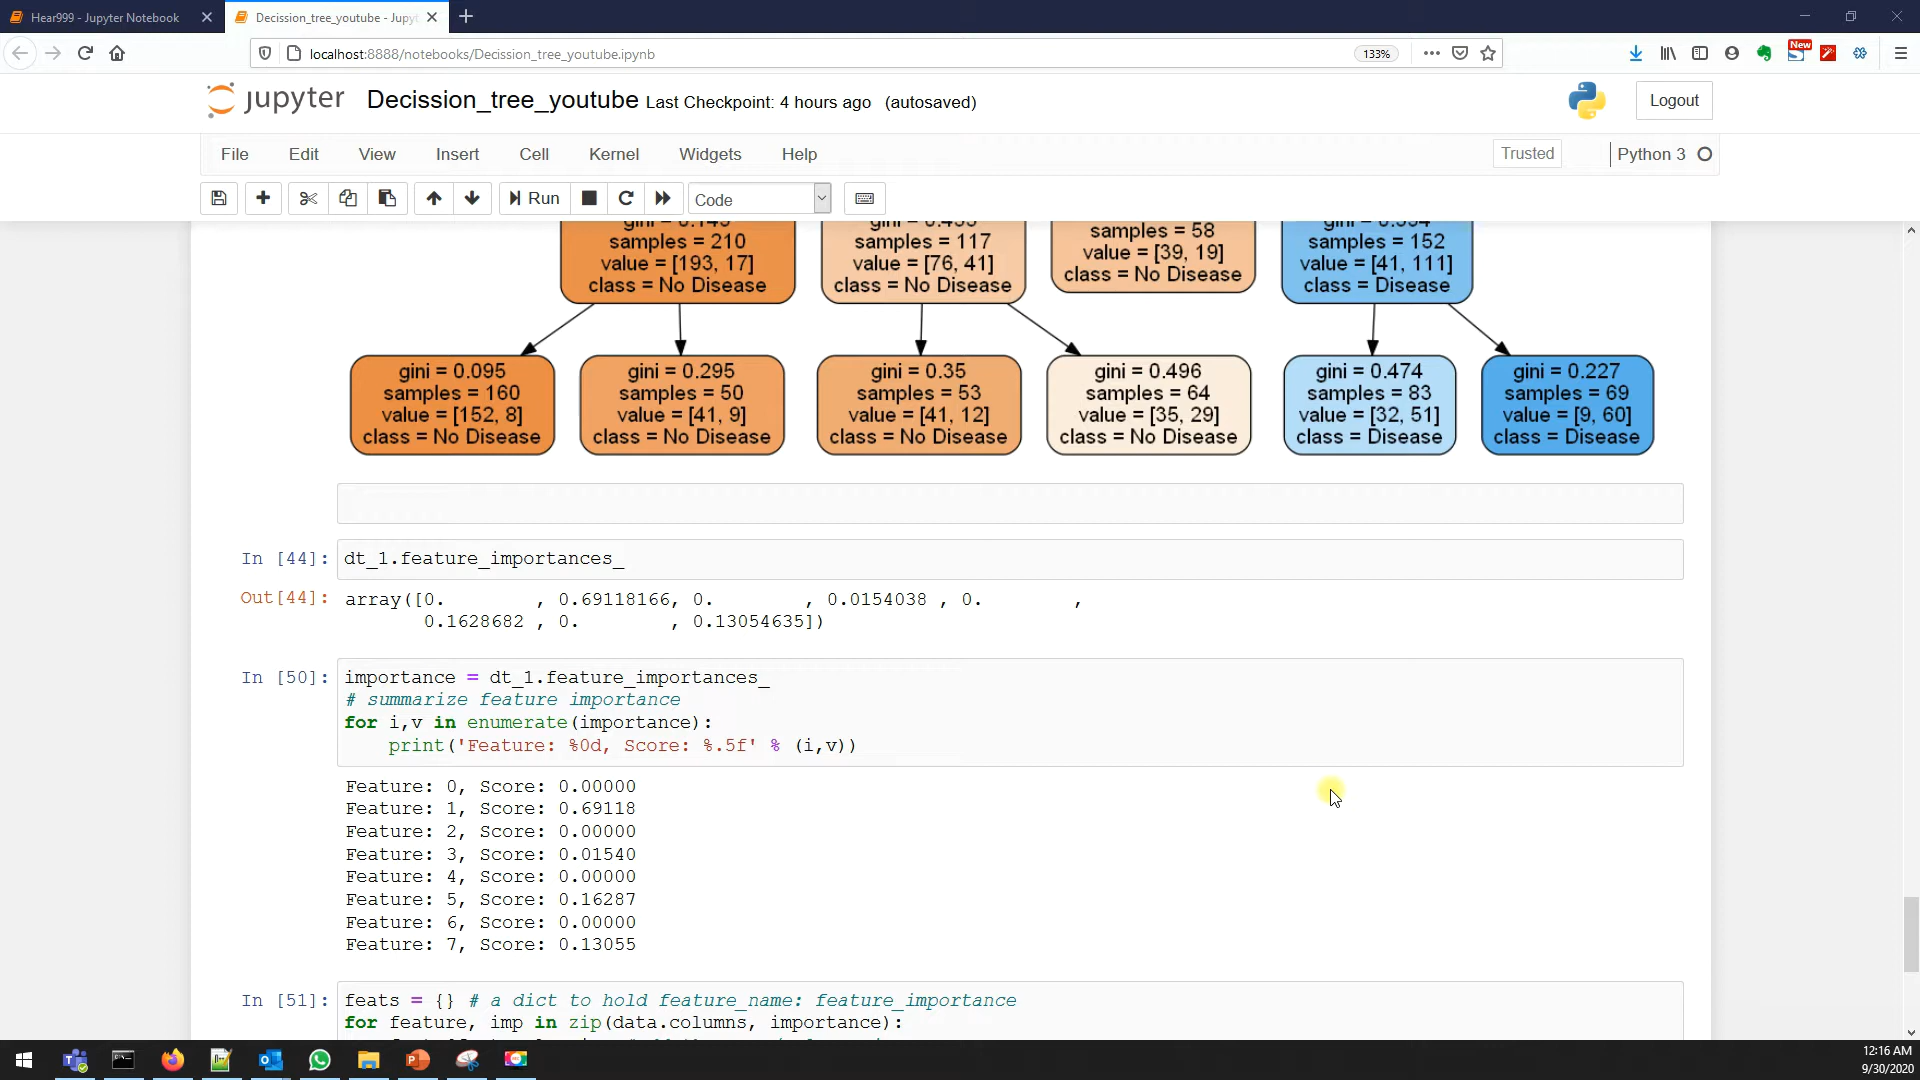 Hear999 - Jupyter Notebook
Decission_tree_youtube - Jupyt
localhost:8888/notebooks/Decission_tree_youtube.ipynb
133%
New
jupyter Decission_tree_youtube Last Checkpoint: 4 hours ago (autosaved)
Logout
File Edit View Insert Cell Kernel Widgets Help
Trusted
Python 3
Run
Code
samples = 210
value = [193, 17]
class = No Disease
samples = 117
value = [76, 41]
class = No Disease
samples = 58
value = [39, 19]
class = No Disease
samples = 152
value = [41, 111]
class = Disease
gini = 0.095
samples = 160
value = [152, 8]
class = No Disease
gini = 0.295
samples = 50
value = [41, 9]
class = No Disease
gini = 0.35
samples = 53
value = [41, 12]
class = No Disease
gini = 0.496
samples = 64
value = [35, 29]
class = No Disease
gini = 0.474
samples = 83
value = [32, 51]
class = Disease
gini = 0.227
samples = 69
value = [9, 60]
class = Disease
In [44]: dt_1.feature_importances_
Out[44]: array([0.        , 0.69118166, 0.        , 0.0154038 , 0.        ,
0.1628682 , 0.        , 0.13054635])
In [50]: importance = dt_1.feature_importances_
# summarize feature importance
for i,v in enumerate(importance):
print('Feature: %0d, Score: %.5f' % (i,v))
Feature: 0, Score: 0.00000
Feature: 1, Score: 0.69118
Feature: 2, Score: 0.00000
Feature: 3, Score: 0.01540
Feature: 4, Score: 0.00000
Feature: 5, Score: 0.16287
Feature: 6, Score: 0.00000
Feature: 7, Score: 0.13055
In [51]: feats = {} # a dict to hold feature_name: feature_importance
for feature, imp in zip(data.columns, importance):
12:16 AM
9/30/2020